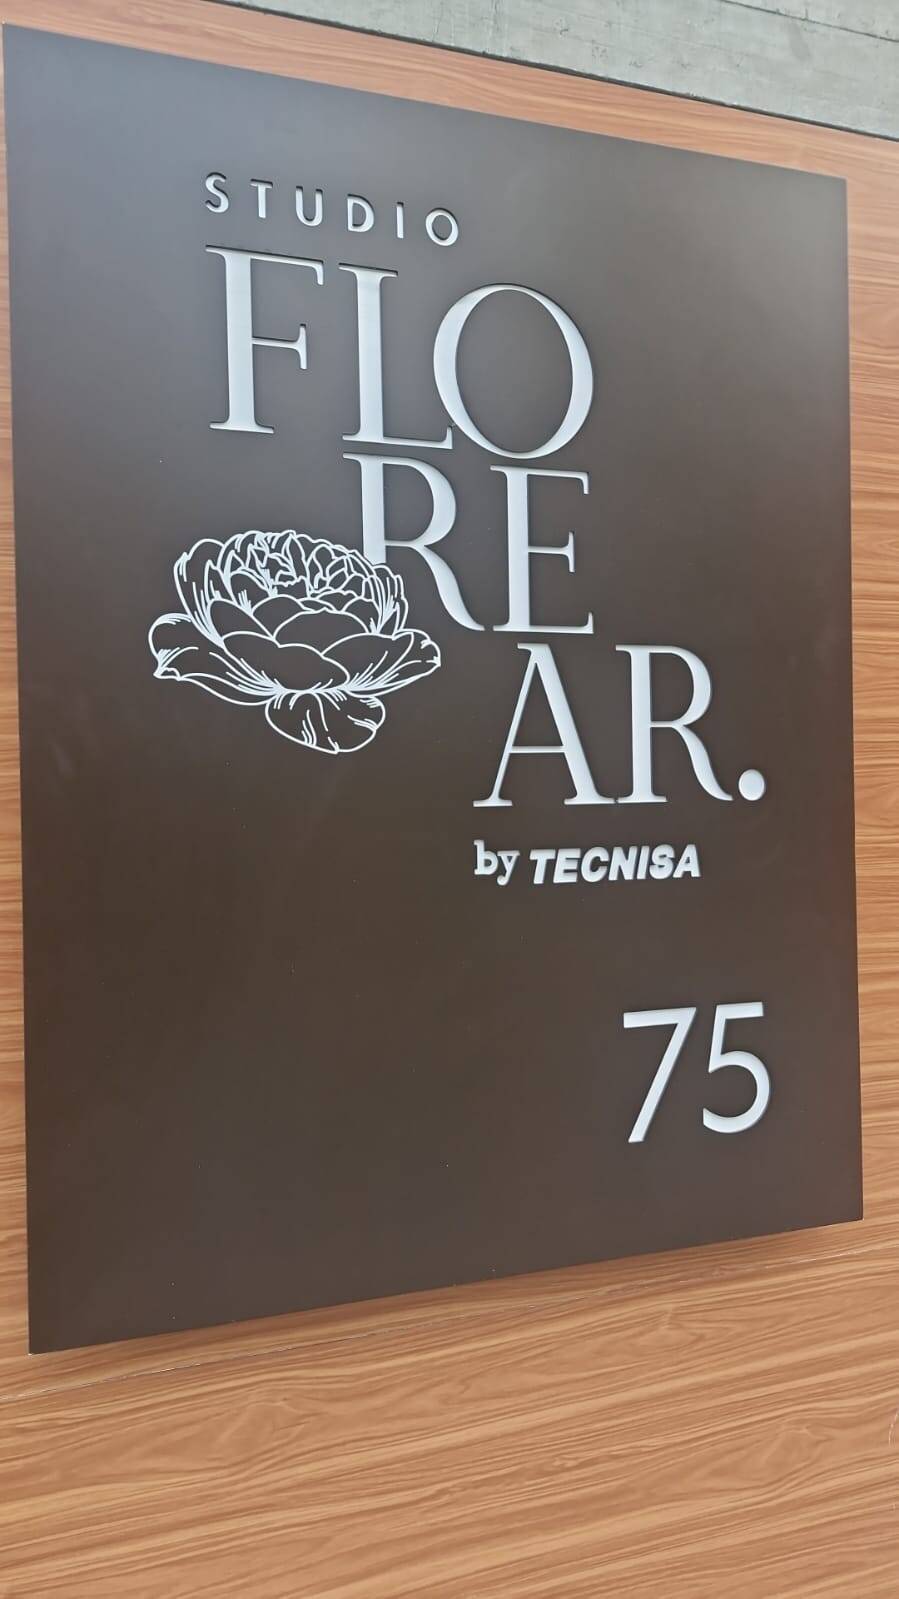 STUDIO
FLO
RE
AR.
by TECNISA
75